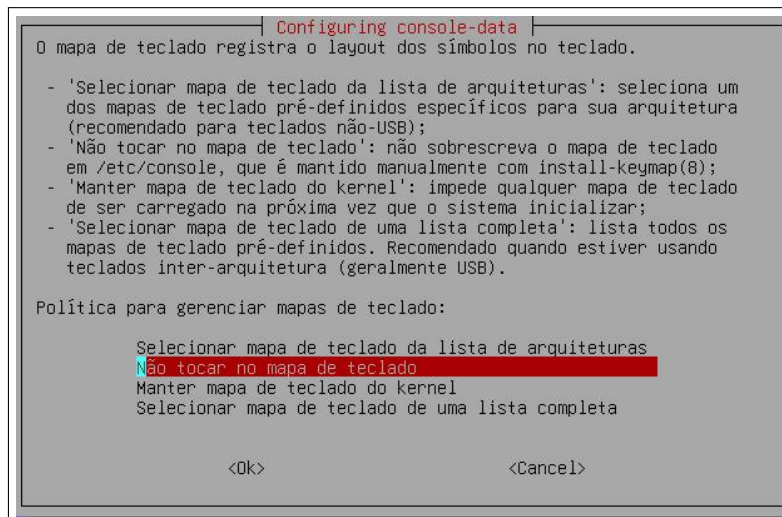 Configuring console-data
O mapa de teclado registra o layout dos símbolos no teclado.
- 'Selecionar mapa de teclado da lista de arquiteturas': seleciona um
dos mapas de teclado pré-definidos específicos para sua arquitetura
(recomendado para teclados não-USB);
- 'Não tocar no mapa de teclado': não sobrescreva o mapa de teclado
em /etc/console, que é mantido manualmente com install-keymap(8);
- 'Manter mapa de teclado do kernel': impede qualquer mapa de teclado
de ser carregado na próxima vez que o sistema inicializar;
- 'Selecionar mapa de teclado de uma lista completa': lista todos os
mapas de teclado pré-definidos. Recomendado quando estiver usando
teclados inter-arquitetura (geralmente USB).
Política para gerenciar mapas de teclado:
Selecionar mapa de teclado da lista de arquiteturas
Não tocar no mapa de teclado
Manter mapa de teclado do kernel
Selecionar mapa de teclado de uma lista completa
<Ok> <Cancel>